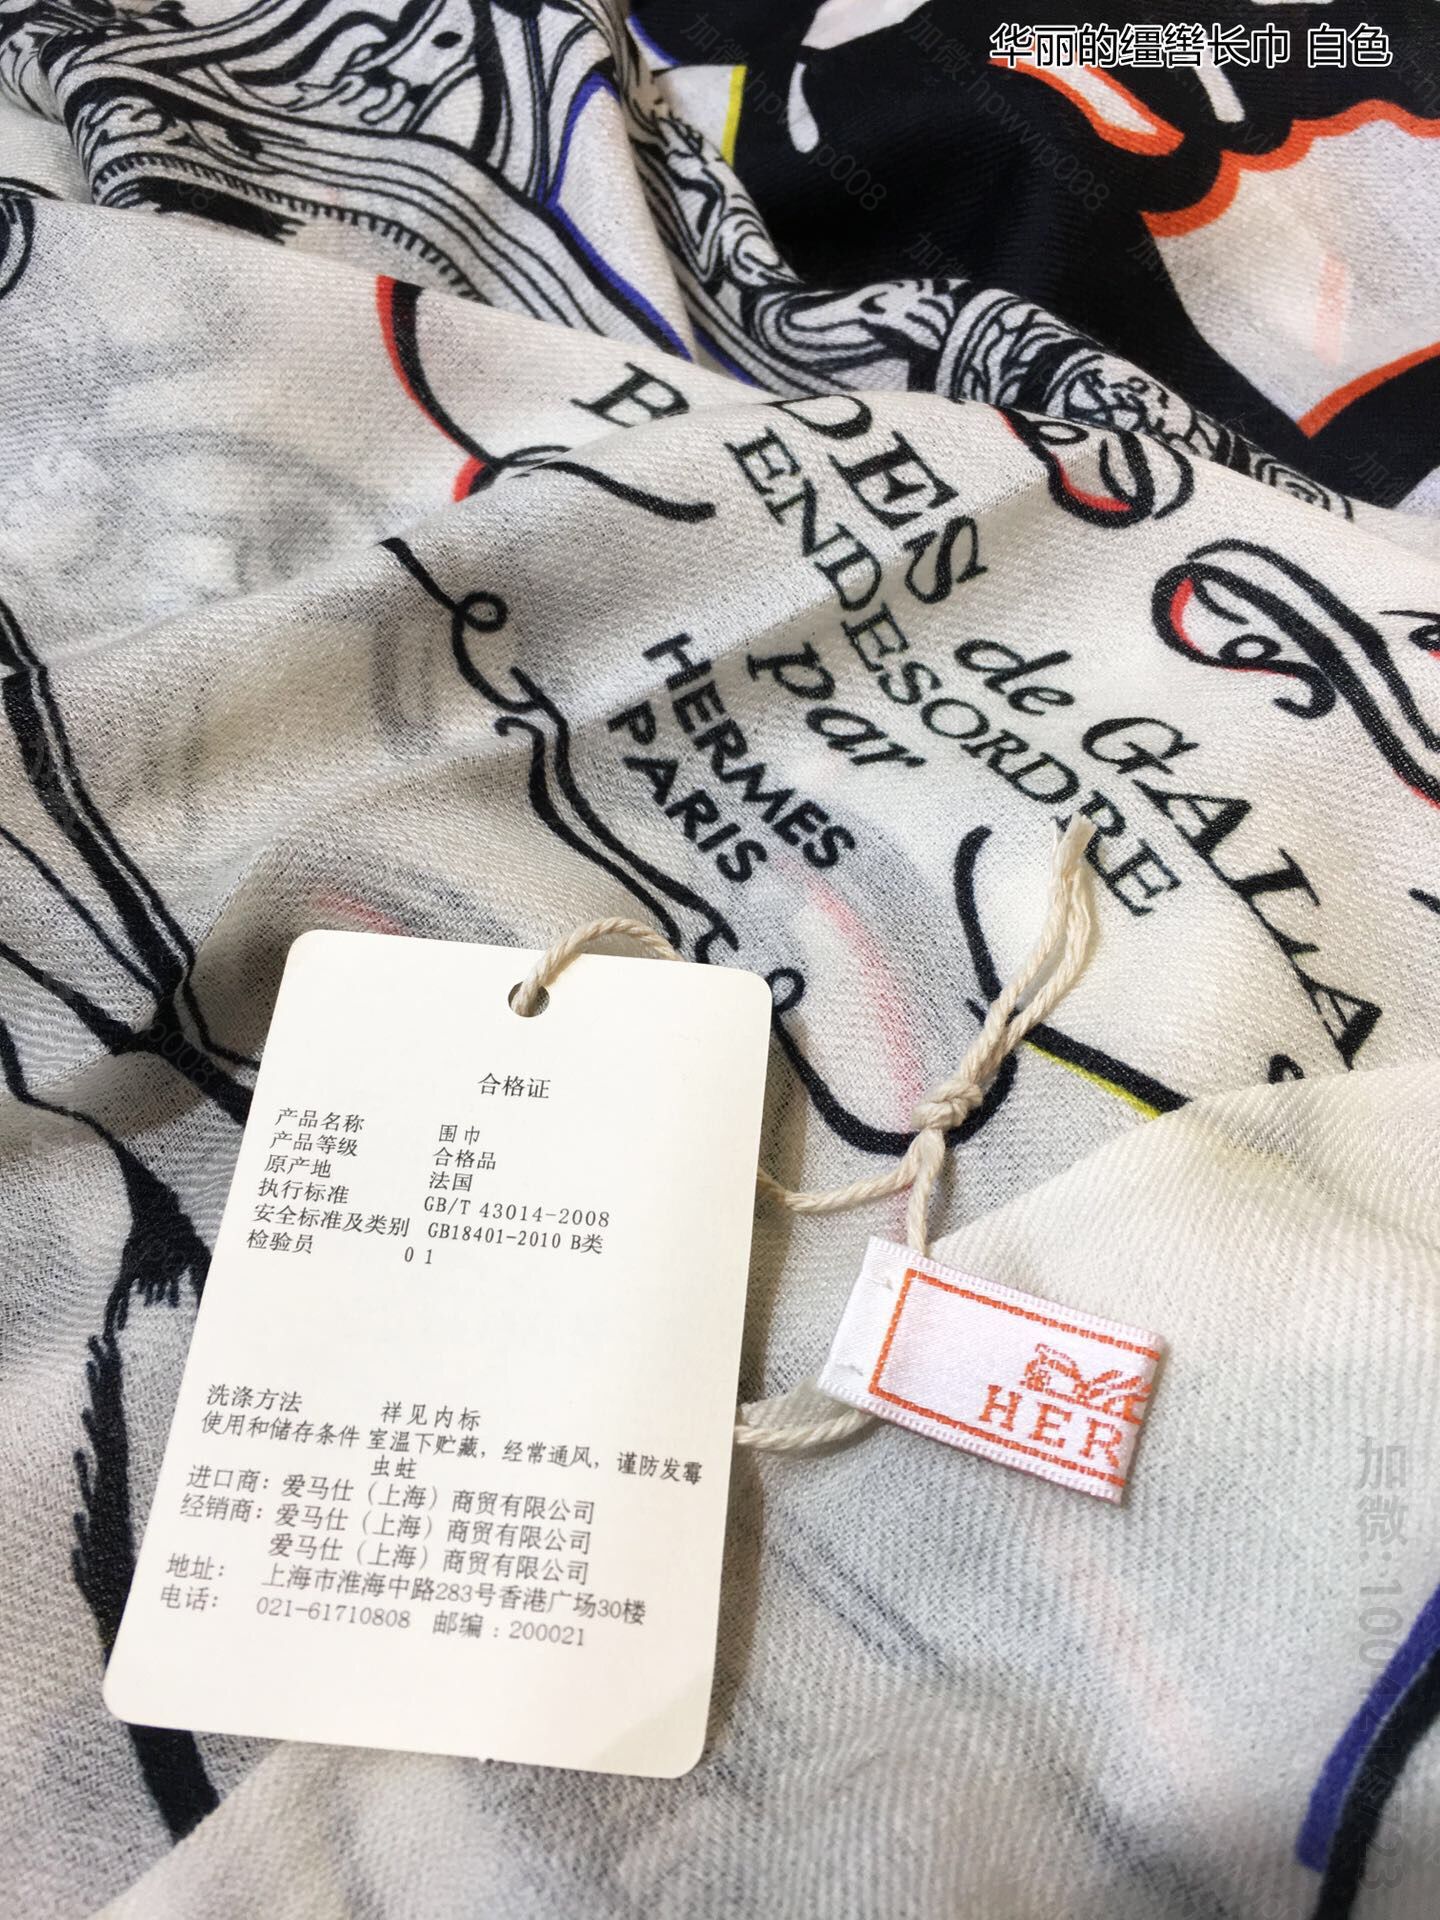 华丽的缰辔长巾 白色
加微:hpwvip008
BRIDES de GALA
EN DESORDRE
par
HERMES
PARIS
合格证
产品名称 围巾
产品等级 合格品
原产地 法国
执行标准 GB/T 43014-2008
安全标准及类别 GB18401-2010 B类
检验员 01
洗涤方法 祥见内标
使用和储存条件 室温下贮藏，经常通风，谨防发霉
虫蛀
进口商：爱马仕（上海）商贸有限公司
经销商：爱马仕（上海）商贸有限公司
爱马仕（上海）商贸有限公司
地址： 上海市淮海中路283号香港广场30楼
电话： 021-61710808 邮编：200021
HER